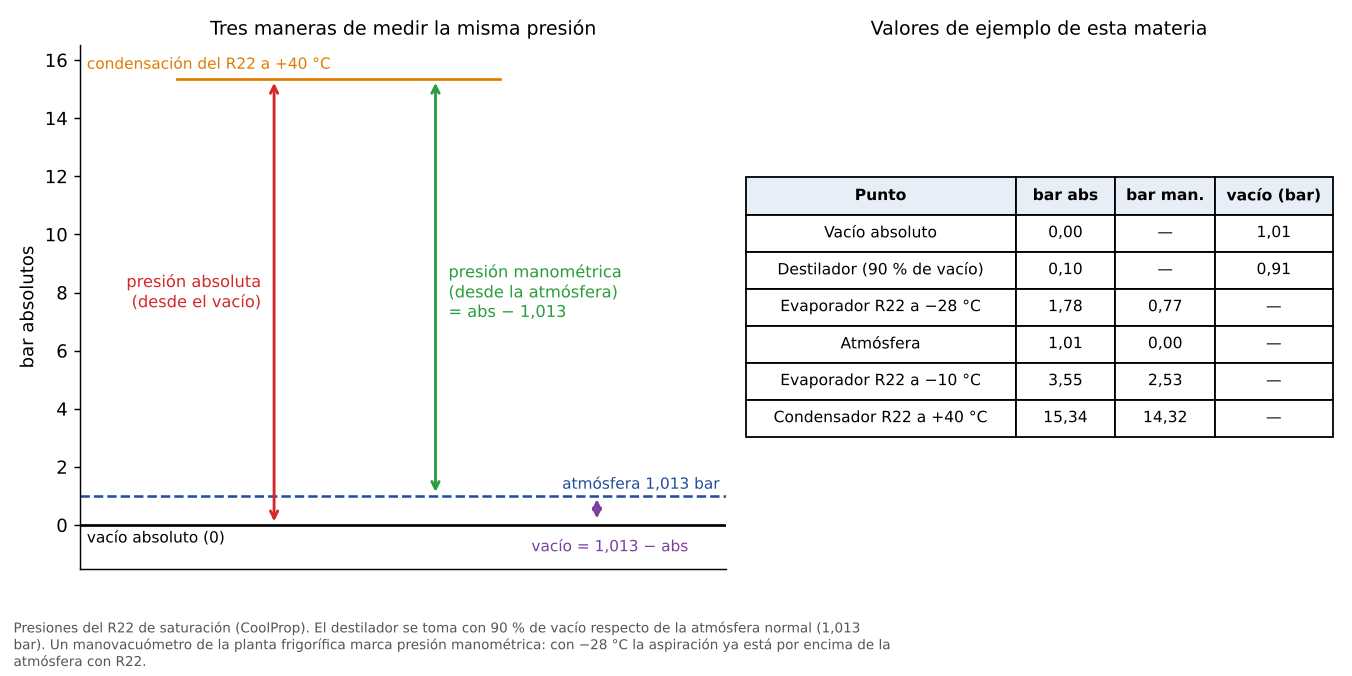 Tres maneras de medir la misma presión
16
14
12
10
8
6
4
2
0
bar absolutos
condensación del R22 a +40 °C
presión absoluta
(desde el vacío)
presión manométrica
(desde la atmósfera)
= abs − 1,013
atmósfera 1,013 bar
vacío absoluto (0)
vacío = 1,013 − abs
Valores de ejemplo de esta materia
Punto bar abs bar man. vacío (bar)
Vacío absoluto 0,00 — 1,01
Destilador (90 % de vacío) 0,10 — 0,91
Evaporador R22 a −28 °C 1,78 0,77 —
Atmósfera 1,01 0,00 —
Evaporador R22 a −10 °C 3,55 2,53 —
Condensador R22 a +40 °C 15,34 14,32 —
Presiones del R22 de saturación (CoolProp). El destilador se toma con 90 % de vacío respecto de la atmósfera normal (1,013
bar). Un manovacuómetro de la planta frigorífica marca presión manométrica: con −28 °C la aspiración ya está por encima de la
atmósfera con R22.